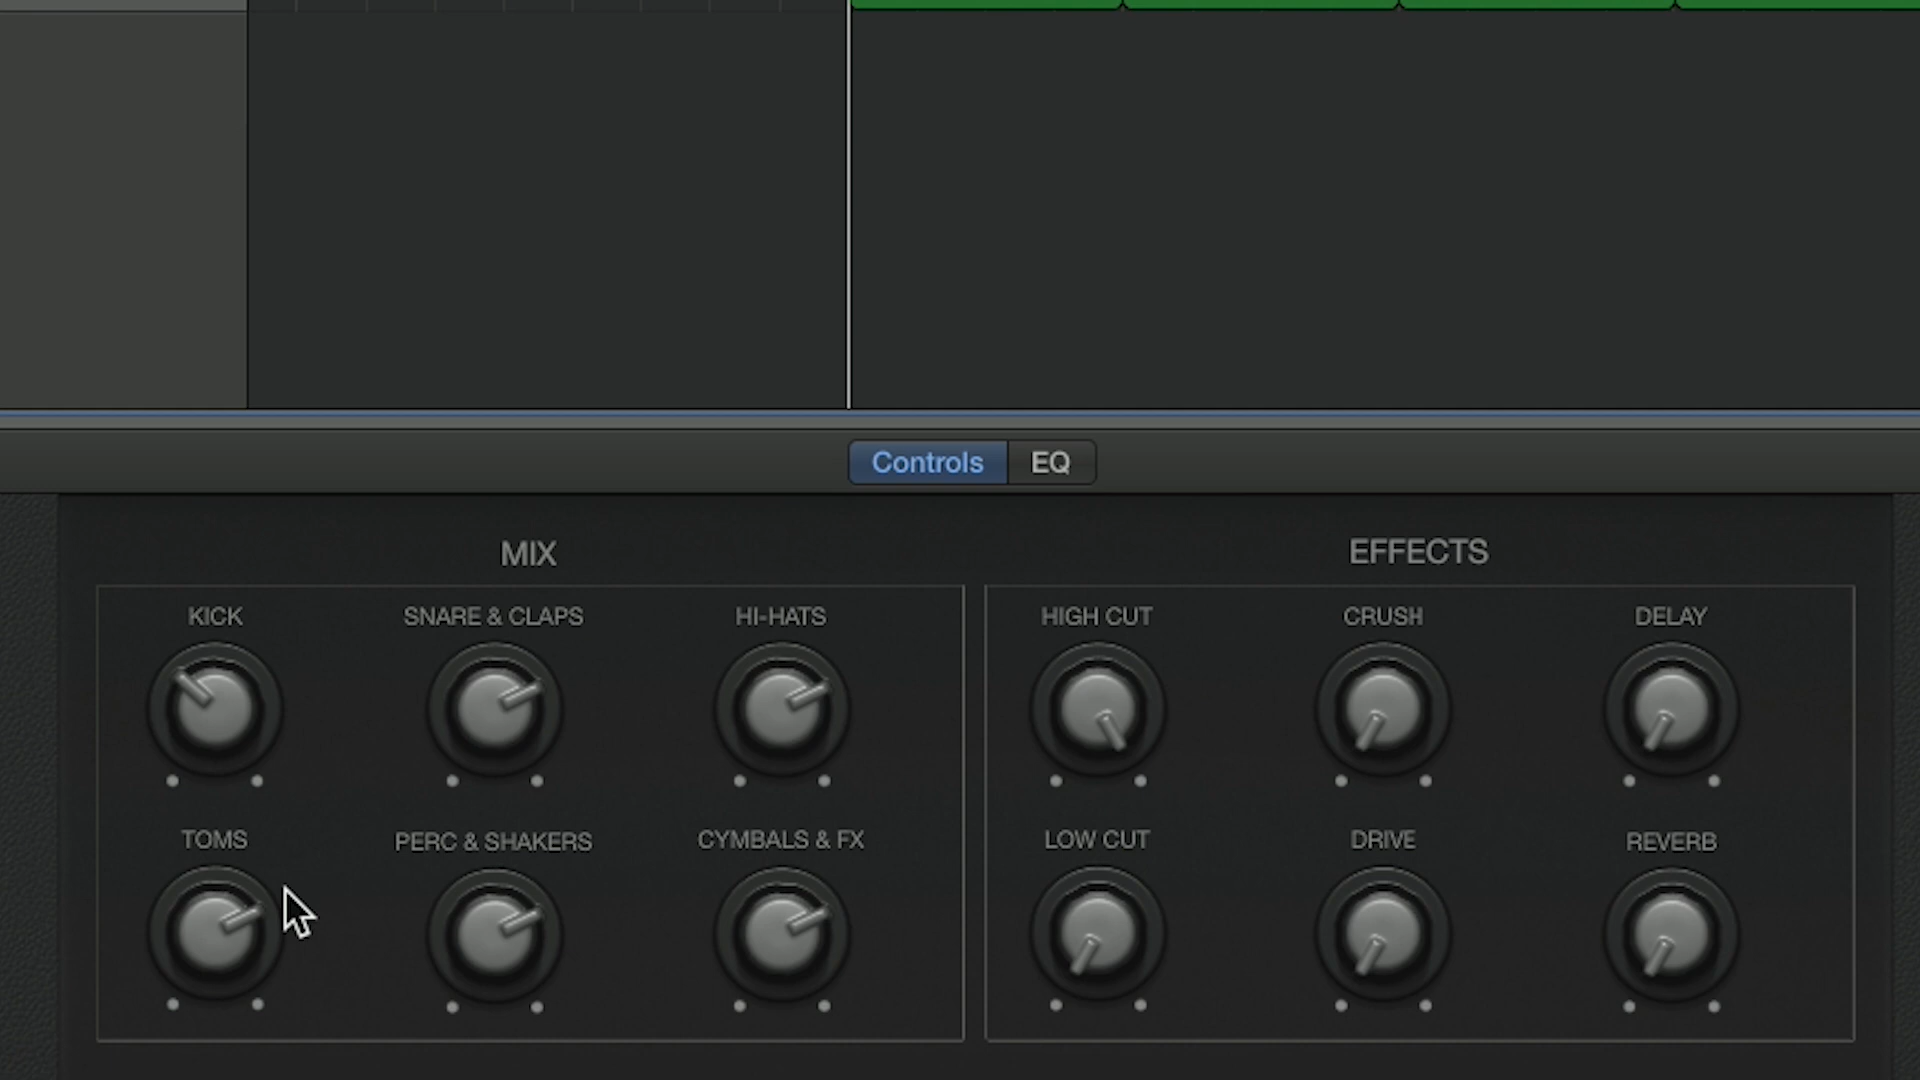 Controls EQ
MIX
EFFECTS
KICK SNARE & CLAPS HI-HATS HIGH CUT CRUSH DELAY
TOMS PERC & SHAKERS CYMBALS & FX LOW CUT DRIVE REVERB